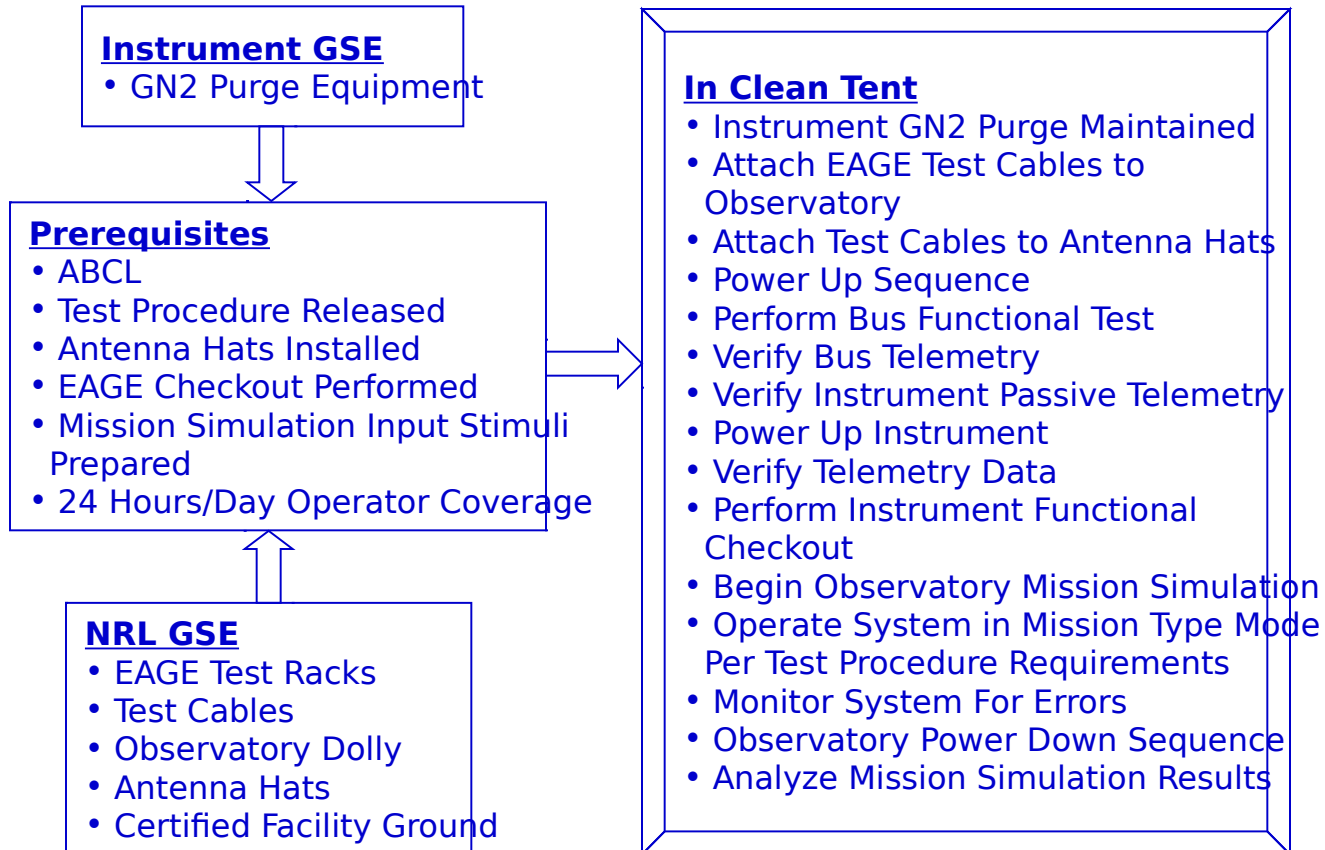 Instrument GSE
• GN2 Purge Equipment
Prerequisites
• ABCL
• Test Procedure Released
• Antenna Hats Installed
• EAGE Checkout Performed
• Mission Simulation Input Stimuli
Prepared
• 24 Hours/Day Operator Coverage
NRL GSE
• EAGE Test Racks
• Test Cables
• Observatory Dolly
• Antenna Hats
• Certified Facility Ground
In Clean Tent
• Instrument GN2 Purge Maintained
• Attach EAGE Test Cables to
Observatory
• Attach Test Cables to Antenna Hats
• Power Up Sequence
• Perform Bus Functional Test
• Verify Bus Telemetry
• Verify Instrument Passive Telemetry
• Power Up Instrument
• Verify Telemetry Data
• Perform Instrument Functional
Checkout
• Begin Observatory Mission Simulation
• Operate System in Mission Type Mode
Per Test Procedure Requirements
• Monitor System For Errors
• Observatory Power Down Sequence
• Analyze Mission Simulation Results